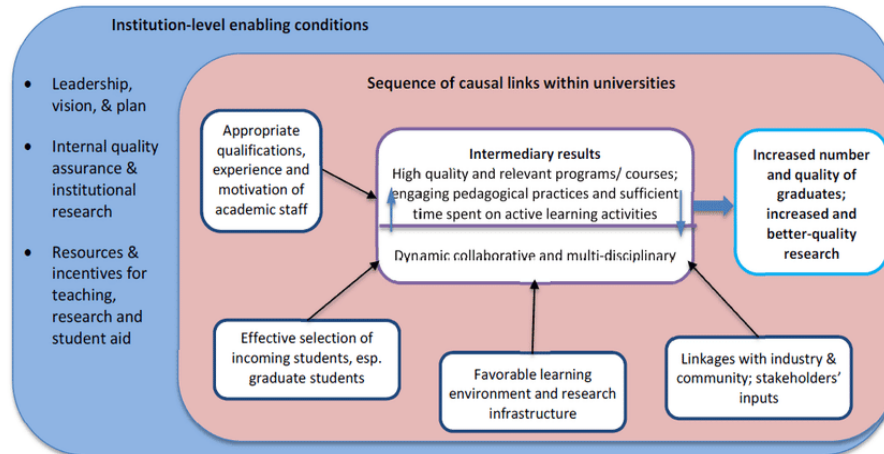 Institution-level enabling conditions
• Leadership,
vision, & plan
• Internal quality
assurance &
institutional
research
• Resources &
incentives for
teaching,
research and
student aid
Sequence of causal links within universities
Appropriate
qualifications,
experience and
motivation of
academic staff
Intermediary results
High quality and relevant programs/ courses;
engaging pedagogical practices and sufficient
time spent on active learning activities
Dynamic collaborative and multi-disciplinary
Increased number
and quality of
graduates;
increased and
better-quality
research
Effective selection of
incoming students, esp.
graduate students
Favorable learning
environment and research
infrastructure
Linkages with industry &
community; stakeholders’
inputs